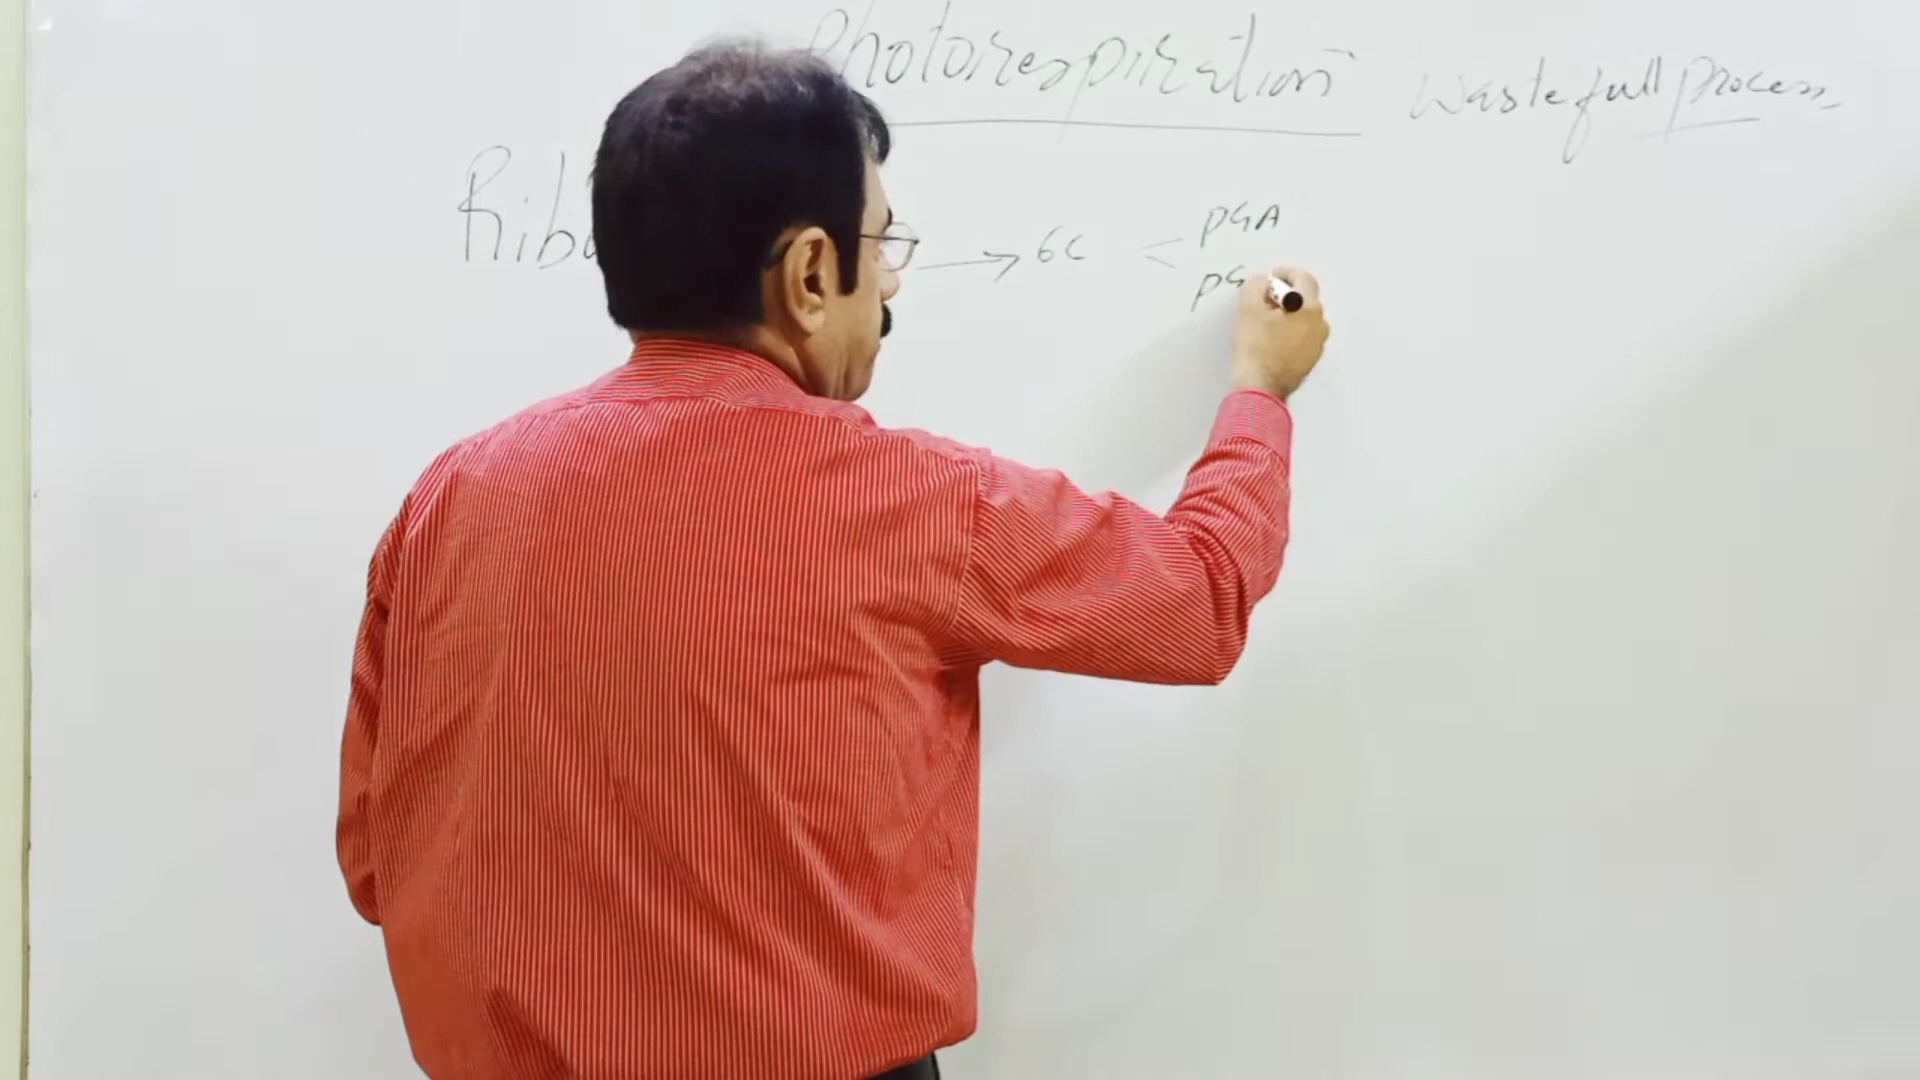 Photorespiration wastefull process
Ribu → 6C < PGA
PG